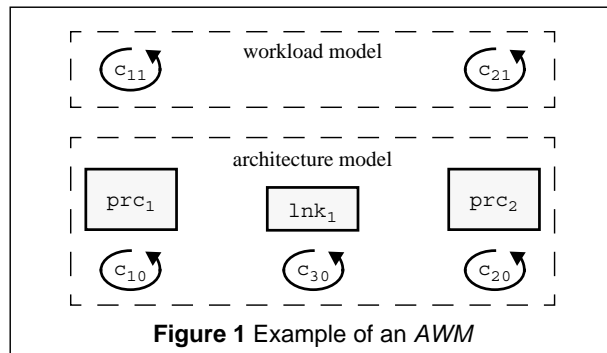 workload model
c₁₁ c₂₁
architecture model
prc₁ lnk₁ prc₂
c₁₀ c₃₀ c₂₀
Figure 1 Example of an AWM